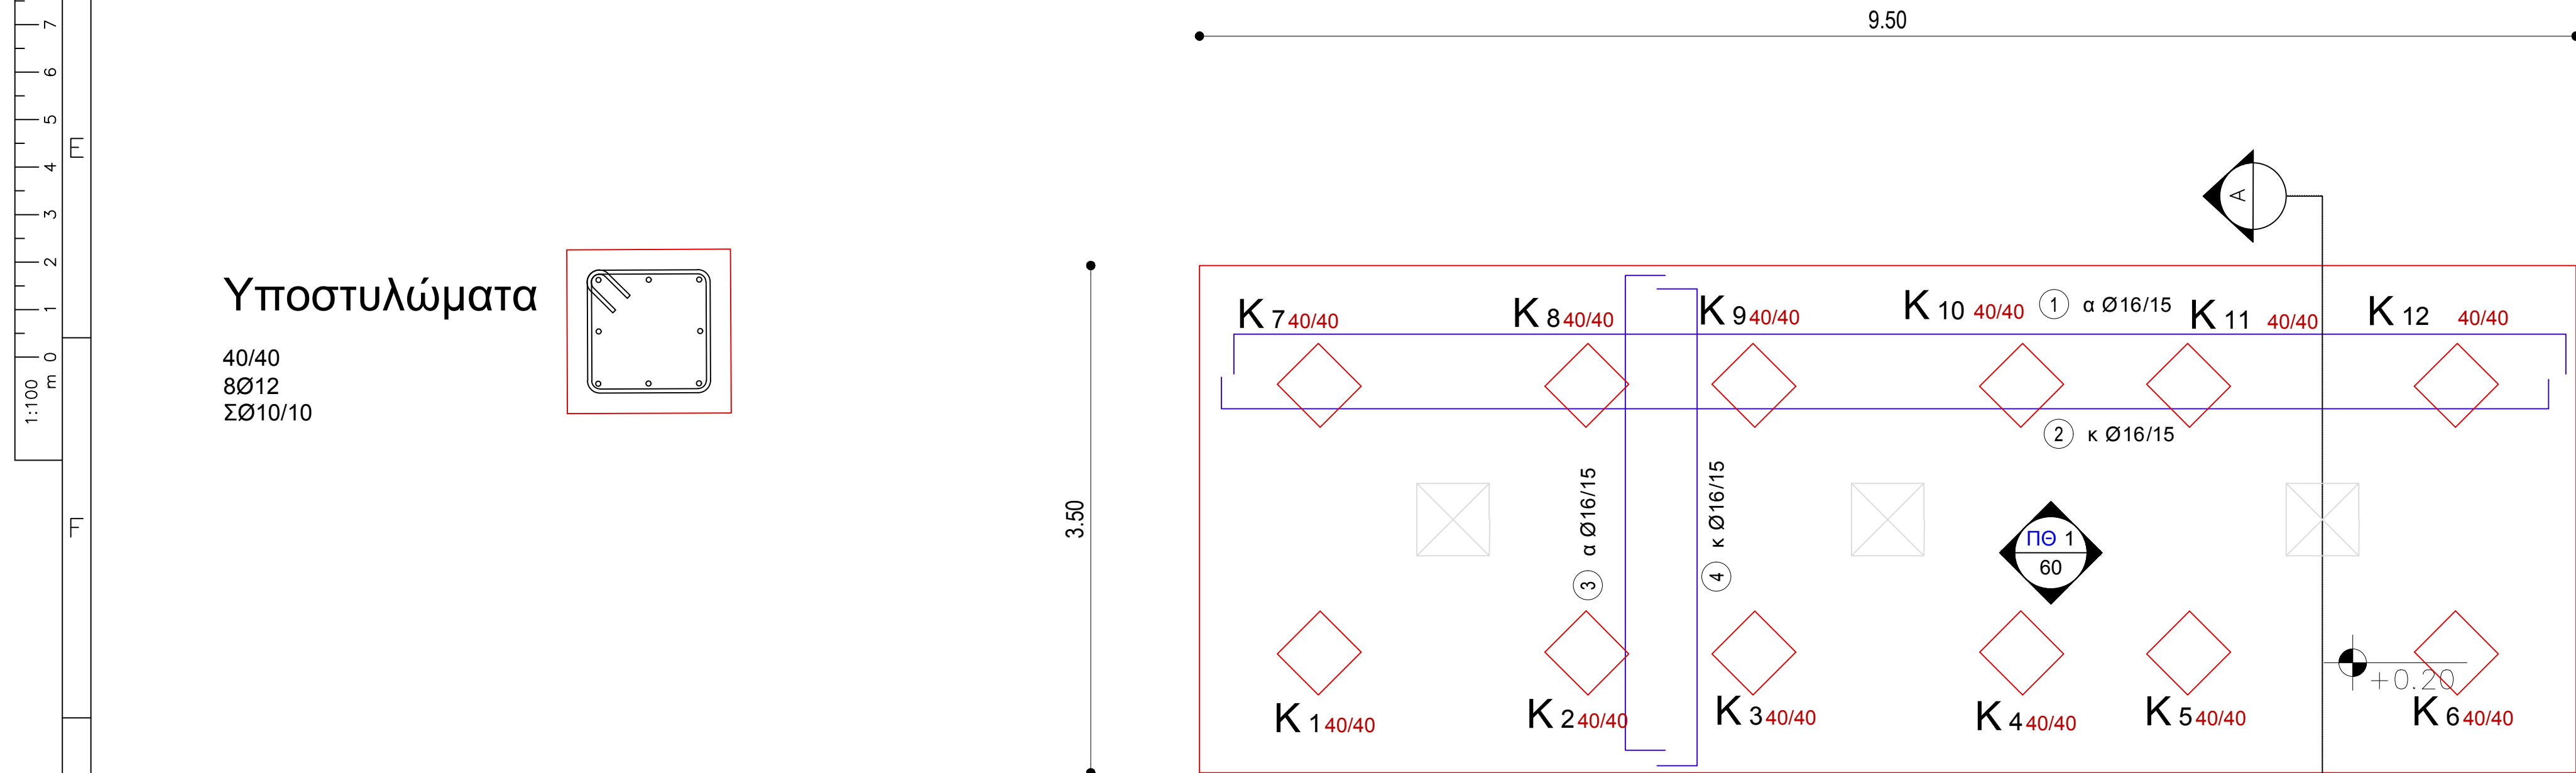 9.50
7
6
5
4
3
2
1
0
m
1:100
E
F
Υποστυλώματα
40/40
8Ø12
ΣØ10/10
A
3.50
K 7 40/40
K 8 40/40
K 9 40/40
K 10 40/40
1 α Ø16/15
K 11 40/40
K 12 40/40
2 κ Ø16/15
3 α Ø16/15
4 κ Ø16/15
ΠΘ 1
60
+0.20
K 1 40/40
K 2 40/40
K 3 40/40
K 4 40/40
K 5 40/40
K 6 40/40